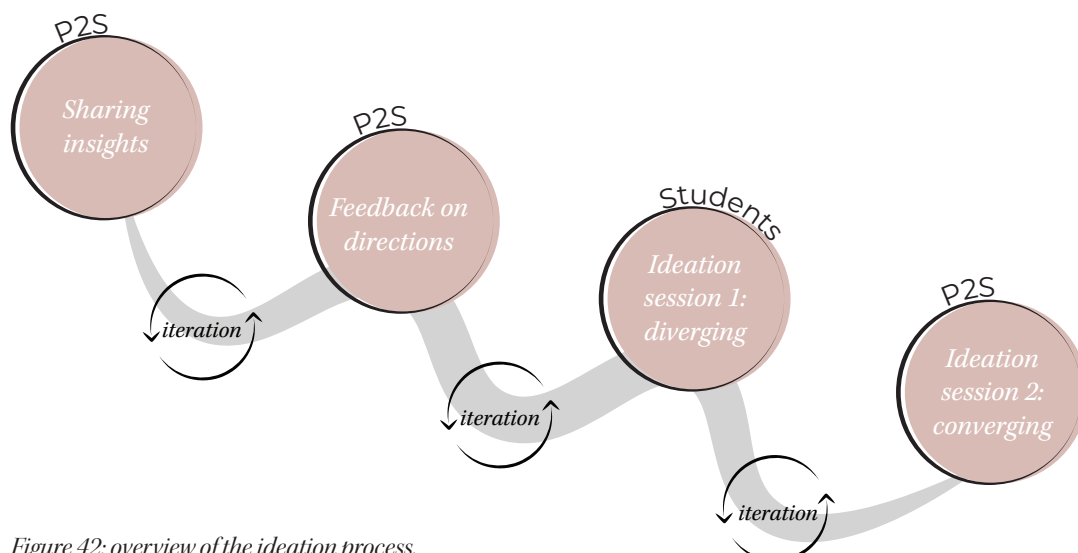 P2S
Sharing
insights
P2S
Feedback on
directions
Students
Ideation
session 1:
diverging
P2S
Ideation
session 2:
converging
iteration
iteration
iteration
Figure 42: overview of the ideation process.